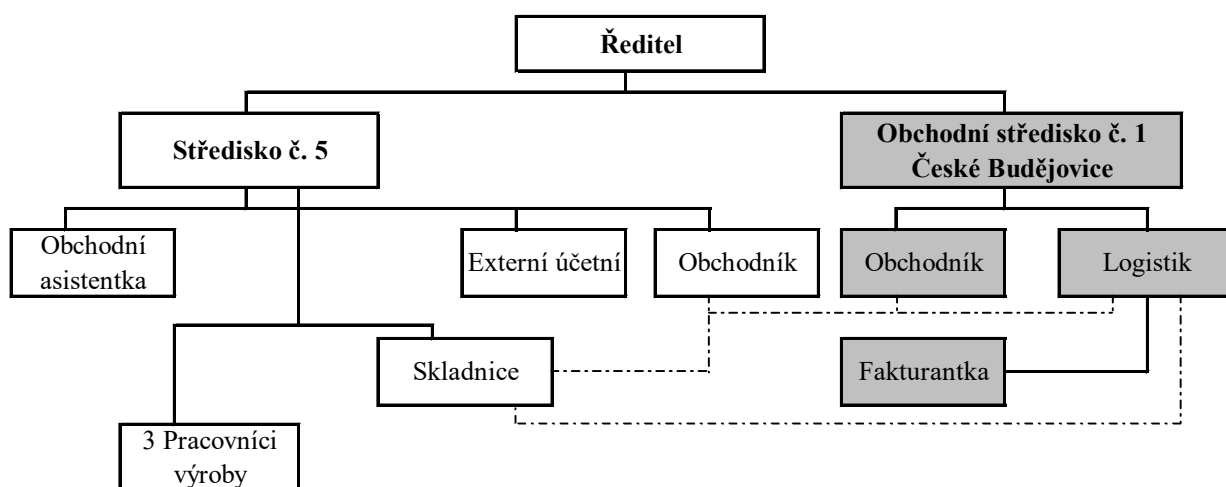 Ředitel
Středisko č. 5
Obchodní středisko č. 1
České Budějovice
Obchodní
asistentka
Externí účetní
Obchodník
Obchodník
Logistik
Skladnice
Fakturantka
3 Pracovníci
výroby